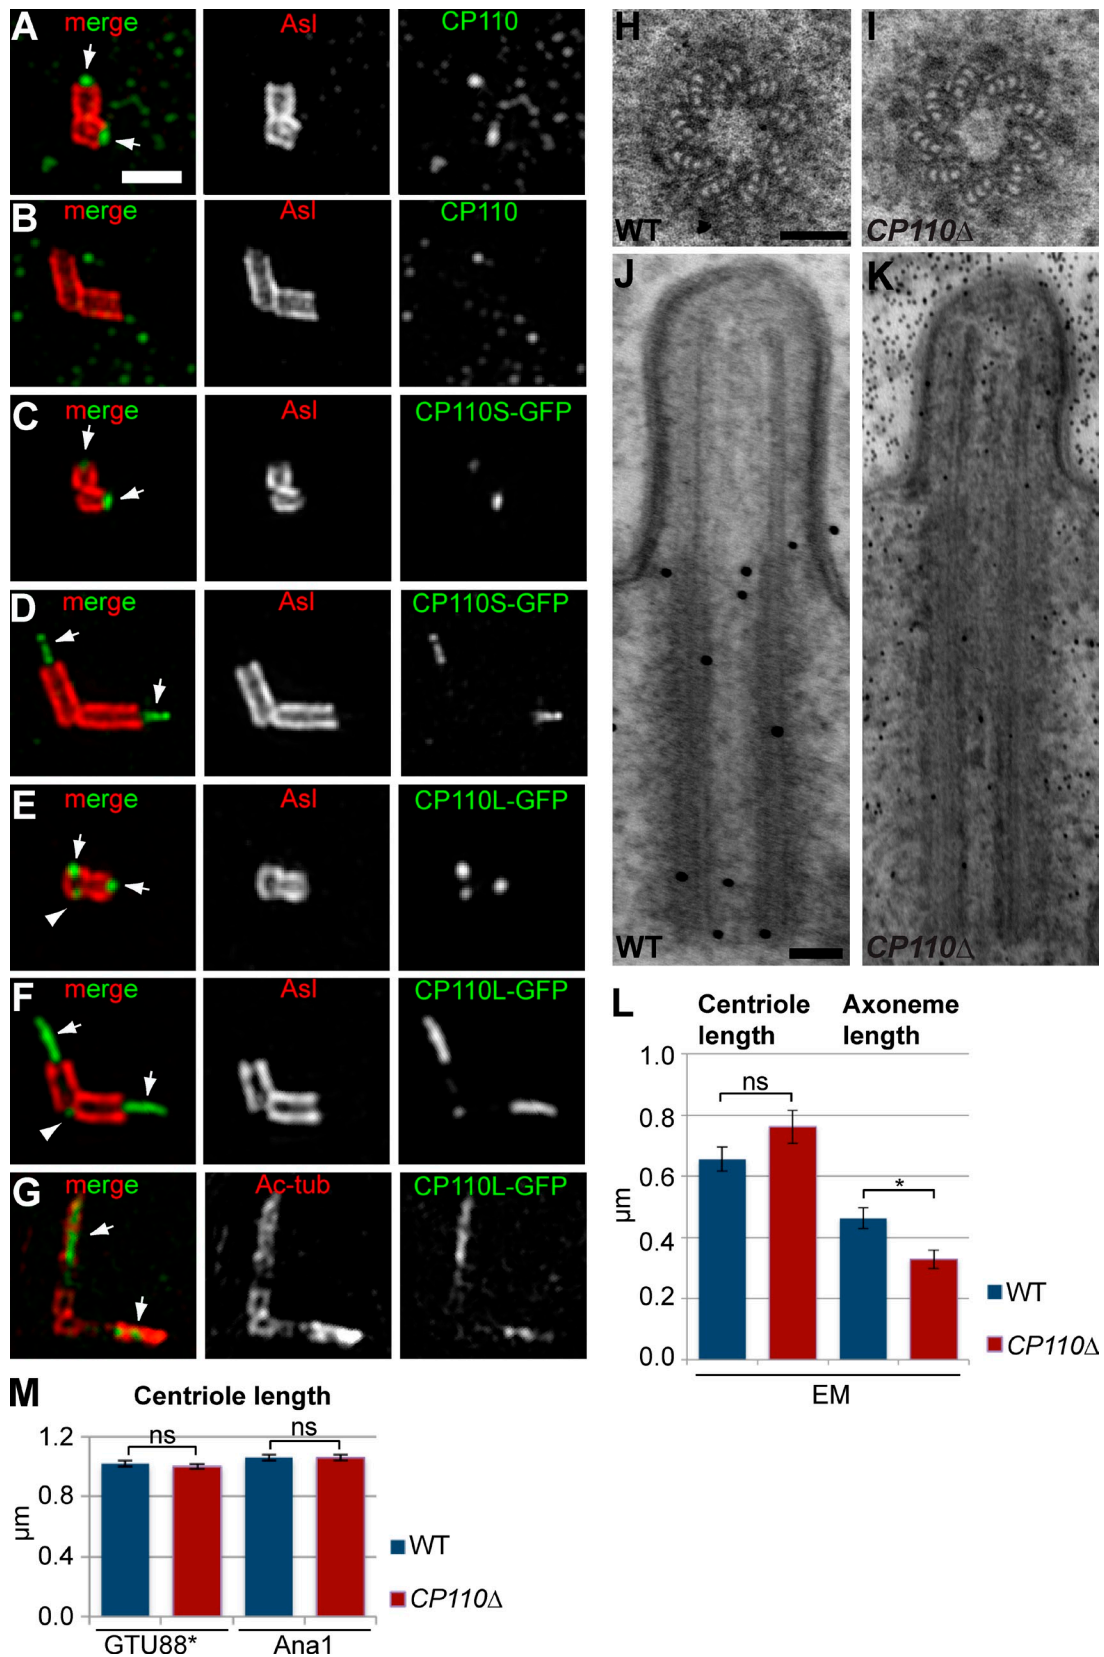 A merge Asl CP110
B merge Asl CP110
C merge Asl CP110S-GFP
D merge Asl CP110S-GFP
E merge Asl CP110L-GFP
F merge Asl CP110L-GFP
G merge Ac-tub CP110L-GFP
H WT
I CP110Δ
J WT
K CP110Δ
L
Centriole length
Axoneme length
1.0
0.8
0.6
0.4
0.2
0.0
µm
ns
*
WT
CP110Δ
EM
M
Centriole length
1.2
0.8
0.4
0.0
µm
ns
ns
WT
CP110Δ
GTU88* Ana1